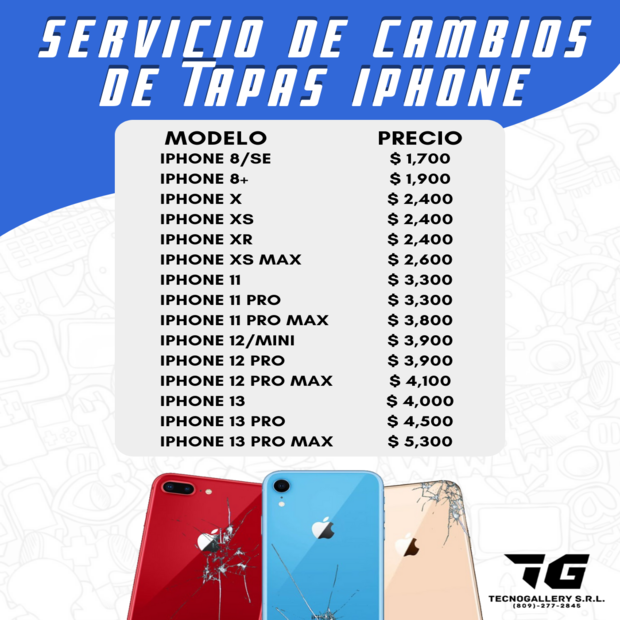 SERVICIO DE CAMBIOS
DE TAPAS IPHONE
MODELO PRECIO
IPHONE 8/SE $ 1,700
IPHONE 8+ $ 1,900
IPHONE X $ 2,400
IPHONE XS $ 2,400
IPHONE XR $ 2,400
IPHONE XS MAX $ 2,600
IPHONE 11 $ 3,300
IPHONE 11 PRO $ 3,300
IPHONE 11 PRO MAX $ 3,800
IPHONE 12/MINI $ 3,900
IPHONE 12 PRO $ 3,900
IPHONE 12 PRO MAX $ 4,100
IPHONE 13 $ 4,000
IPHONE 13 PRO $ 4,500
IPHONE 13 PRO MAX $ 5,300
TG
TECNOGALLERY S.R.L.
(809)-277-2845